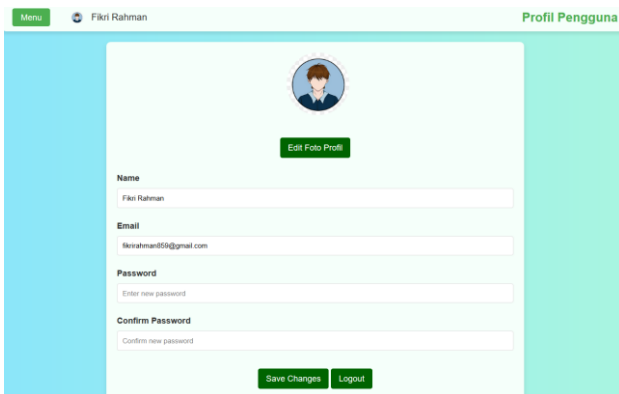 Menu
Fikri Rahman
Profil Pengguna
Edit Foto Profil
Name
Fikri Rahman
Email
fikrirahman859@gmail.com
Password
Enter new password
Confirm Password
Confirm new password
Save Changes
Logout